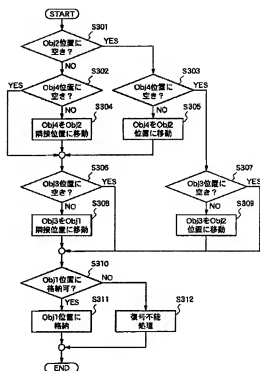 START
S301
Obj2位置に
空き?
YES
NO
S302
S303
YES
Obj4位置に
空き?
Obj4位置に
空き?
YES
NO
NO
S304
S305
Obj4をObj2
隣接位置に移動
Obj4をObj2
位置に移動
S306
S307
Obj3位置に
空き?
YES
Obj3位置に
空き?
YES
NO
NO
S308
S309
Obj3をObj1
隣接位置に移動
Obj3をObj2
位置に移動
S310
Obj1位置に
格納可?
NO
YES
S311
S312
Obj1位置に
格納
復号不能
処理
END